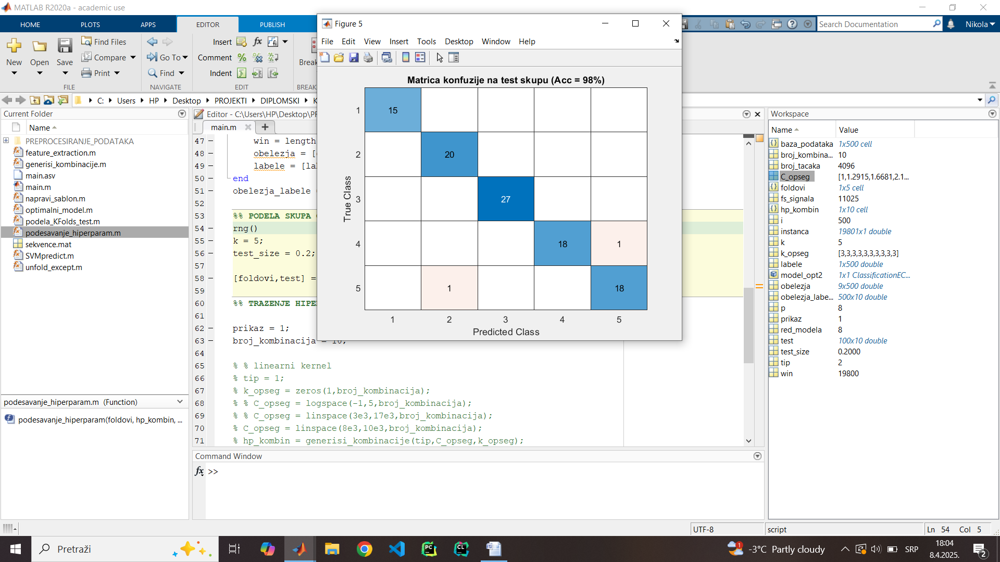 MATLAB R2020a - academic use
HOME PLOTS APPS EDITOR PUBLISH
Search Documentation
Nikola
New Open Save
Find Files
Compare
Print
FILE
Go To
Find
NAVIGATE
Insert fx
Comment
Indent
EDIT
Break
BREAK
C: Users HP Desktop PROJEKTI DIPLOMSKI K
Current Folder
Name
PREPROCESIRANJE_PODATAKA
feature_extraction.m
generisi_kombinacije.m
main.asv
main.m
napravi_sablon.m
optimalni_model.m
podela_KFolds_test.m
podesavanje_hiperparam.m
sekvence.mat
SVMpredict.m
unfold_except.m
podesavanje_hiperparam.m (Function)
podesavanje_hiperparam(foldovi, hp_kombin, ...
Editor - C:\Users\HP\Desktop\PF
main.m
47 – win = length
48 – obelezja = [
49 – labele = [la
50 – end
51 – obelezja_labele =
52
53 %% PODELA SKUPA
54 – rng()
55 – k = 5;
56 – test_size = 0.2;
57
58 – [foldovi,test] =
59
60 %% TRAZENJE HIPE
61
62 – prikaz = 1;
63 – broj_kombinacija = 10;
64
65 % % linearni kernel
66 % tip = 1;
67 % k_opseg = zeros(1,broj_kombinacija);
68 % % C_opseg = logspace(-1,5,broj_kombinacija);
69 % % C_opseg = linspace(3e3,17e3,broj_kombinacija);
70 % C_opseg = linspace(8e3,10e3,broj_kombinacija);
71 % hp_kombin = generisi_kombinacije(tip,C_opseg,k_opseg);
Command Window
fx >>
Figure 5
File Edit View Insert Tools Desktop Window Help
Matrica konfuzije na test skupu (Acc = 98%)
True Class
1 15
2 20
3 27
4 18 1
5 1 18
1 2 3 4 5
Predicted Class
Workspace
Name Value
baza_podataka 1x500 cell
broj_kombina... 10
broj_tacaka 4096
C_opseg [1,1.2915,1.6681,2.1...
foldovi 1x5 cell
fs_signala 11025
hp_kombin 1x10 cell
i 500
instanca 19801x1 double
k 5
k_opseg [3,3,3,3,3,3,3,3,3,3]
labele 1x500 double
model_opt2 1x1 ClassificationEC...
obelezja 9x500 double
obelezja_labe... 500x10 double
p 8
prikaz 1
red_modela 8
test 100x10 double
test_size 0.2000
tip 2
win 19800
UTF-8 script Ln 54 Col 5
Pretraži
PC
CL
1
-3°C Partly cloudy
SRP
18:04
8.4.2025.
2